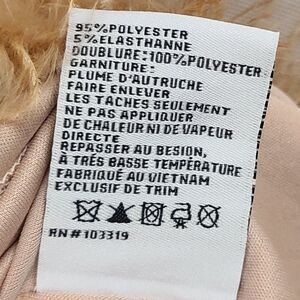 95%POLYESTER
5%ELASTHANNE
DOUBLURE:100%POLYESTER
GARNITURE:
PLUME D'AUTRUCHE
FAIRE ENLEVER
LES TACHES SEULEMENT
NE PAS APPLIQUER
DE CHALEUR NI DE VAPEUR
DIRECTE
REPASSER AU BESION,
À TRÉS BASSE TEMPÉRATURE
FABRIQUÉ AU VIETNAM
EXCLUSIF DE TRIM
RN#103319